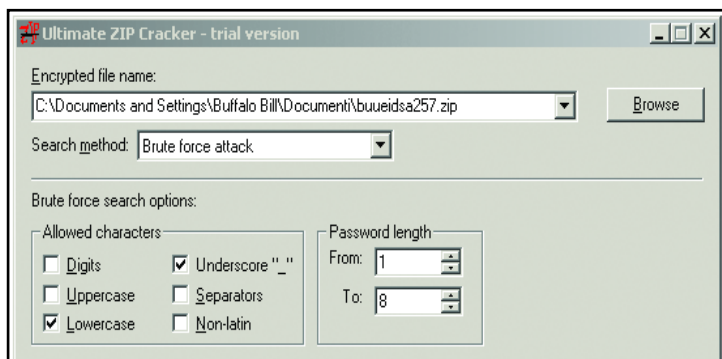 ZIP
Ultimate ZIP Cracker - trial version
Encrypted file name:
C:\Documents and Settings\Buffalo Bill\Documenti\buueidsa257.zip
Browse
Search method: Brute force attack
Brute force search options:
Allowed characters
Digits
Underscore "_"
Uppercase
Separators
Lowercase
Non-latin
Password length
From: 1
To: 8